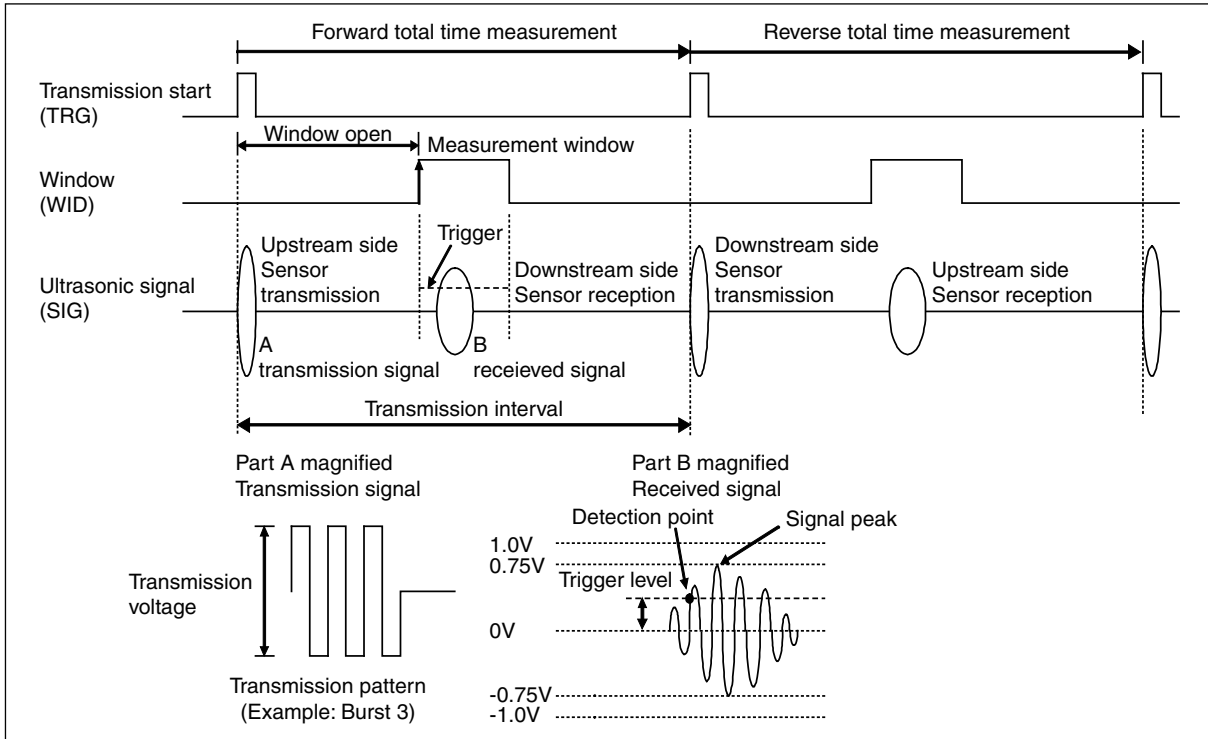 Forward total time measurement
Reverse total time measurement
Transmission start
(TRG)
Window open
Measurement window
Window
(WID)
Trigger
Upstream side
Sensor
transmission
Downstream side
Sensor reception
Downstream side
Sensor
transmission
Upstream side
Sensor reception
Ultrasonic signal
(SIG)
A
transmission signal
B
receieved signal
Transmission interval
Part A magnified
Transmission signal
Part B magnified
Received signal
Detection point
Signal peak
1.0V
0.75V
Trigger level
0V
-0.75V
-1.0V
Transmission
voltage
Transmission pattern
(Example: Burst 3)